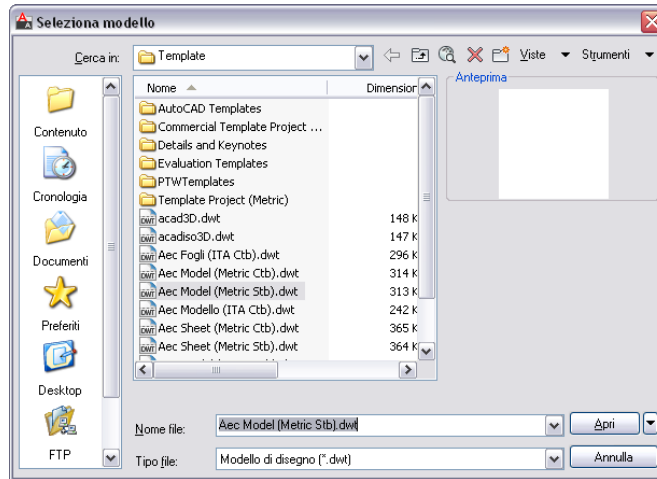 Seleziona modello
Cerca in: Template Viste Strumenti
Nome Dimension
AutoCAD Templates
Commercial Template Project ...
Details and Keynotes
Evaluation Templates
PTWTemplates
Template Project (Metric)
acad3D.dwt 148 K
acadiso3D.dwt 147 K
Aec Fogli (ITA Ctb).dwt 296 K
Aec Model (Metric Ctb).dwt 314 K
Aec Model (Metric Stb).dwt 313 K
Aec Modello (ITA Ctb).dwt 242 K
Aec Sheet (Metric Ctb).dwt 365 K
Aec Sheet (Metric Stb).dwt 364 K
Anteprima
Contenuto
Cronologia
Documenti
Preferiti
Desktop
FTP
Nome file: Aec Model (Metric Stb).dwt Apri
Tipo file: Modello di disegno (*.dwt) Annulla